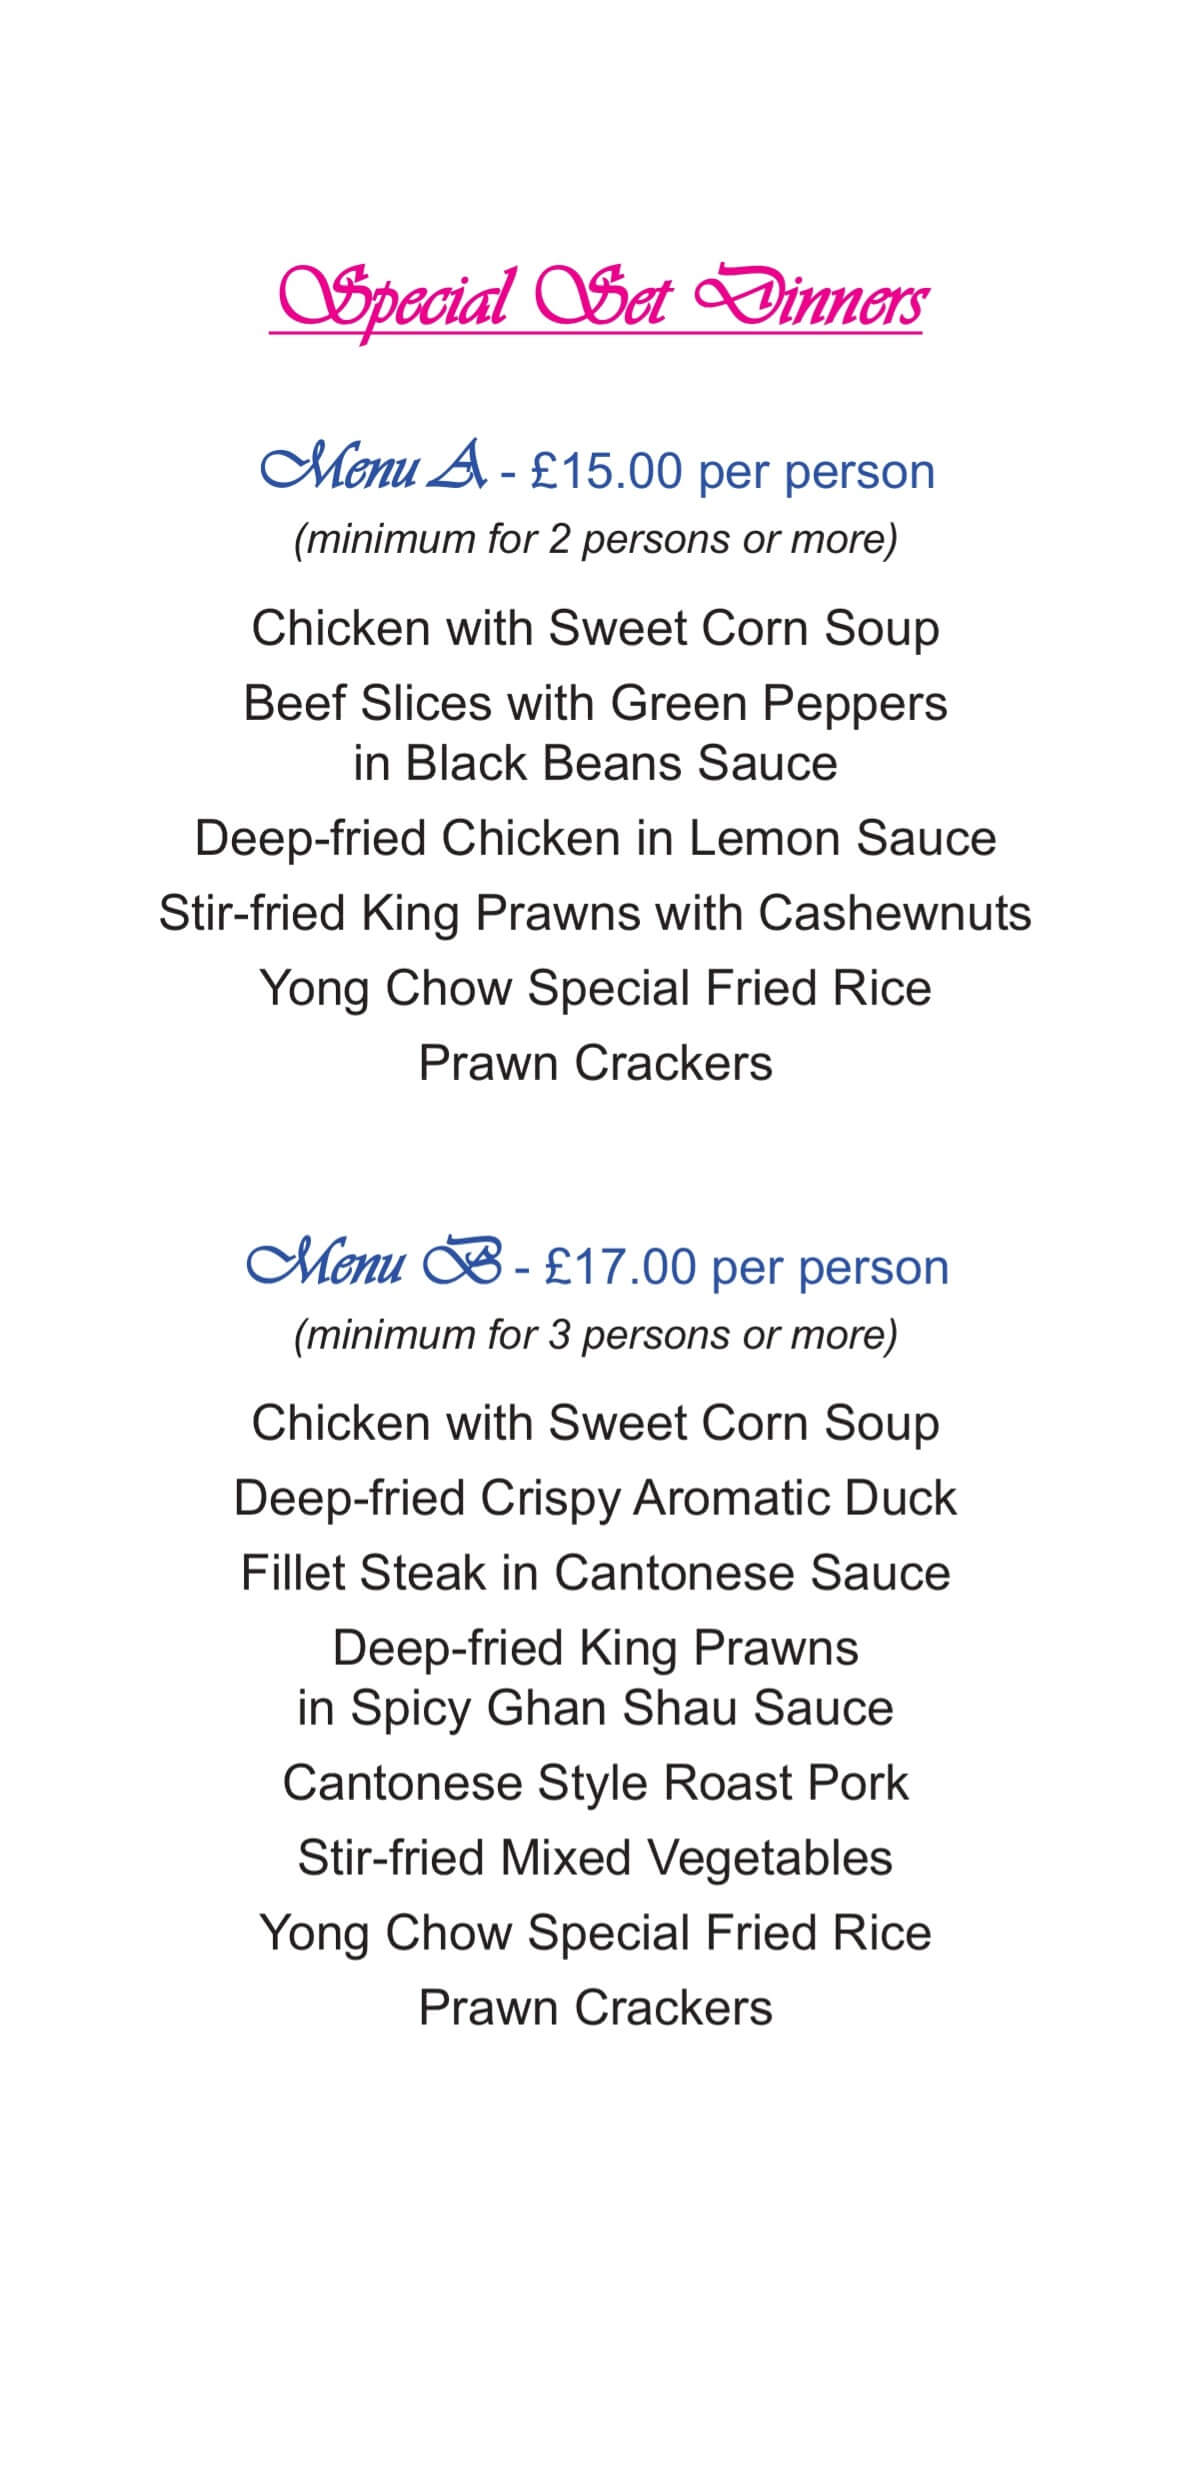 Special Set Dinners
Menu A - £15.00 per person
(minimum for 2 persons or more)
Chicken with Sweet Corn Soup
Beef Slices with Green Peppers
in Black Beans Sauce
Deep-fried Chicken in Lemon Sauce
Stir-fried King Prawns with Cashewnuts
Yong Chow Special Fried Rice
Prawn Crackers
Menu B - £17.00 per person
(minimum for 3 persons or more)
Chicken with Sweet Corn Soup
Deep-fried Crispy Aromatic Duck
Fillet Steak in Cantonese Sauce
Deep-fried King Prawns
in Spicy Ghan Shau Sauce
Cantonese Style Roast Pork
Stir-fried Mixed Vegetables
Yong Chow Special Fried Rice
Prawn Crackers